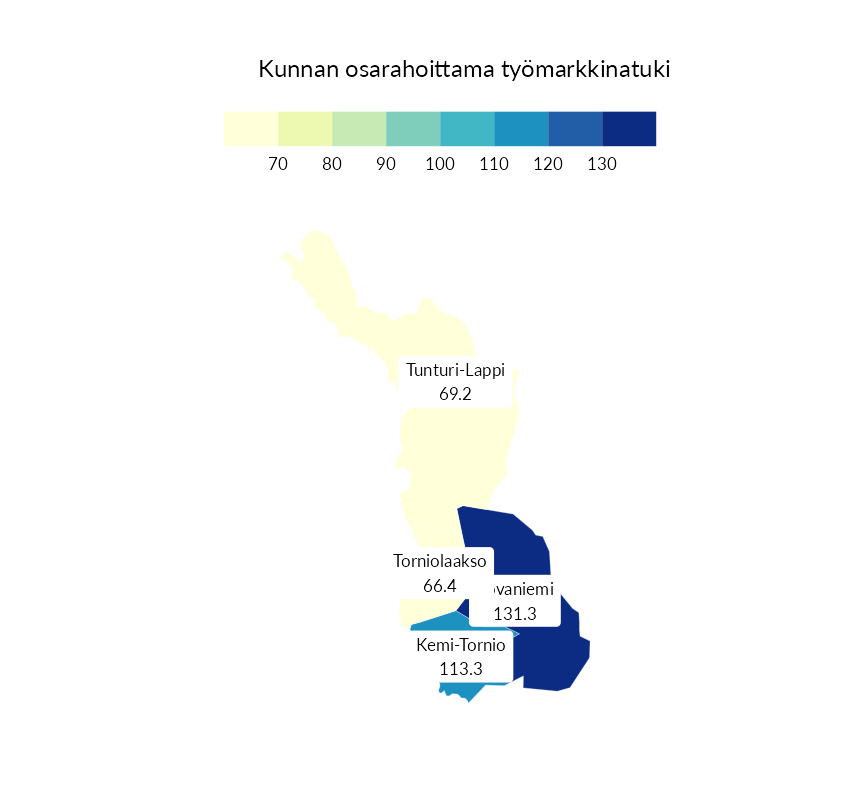 Kunnan osarahoittama työmarkkinatuki
70 80 90 100 110 120 130
Tunturi-Lappi
69.2
Torniolaakso
66.4
ovaniemi
131.3
Kemi-Tornio
113.3